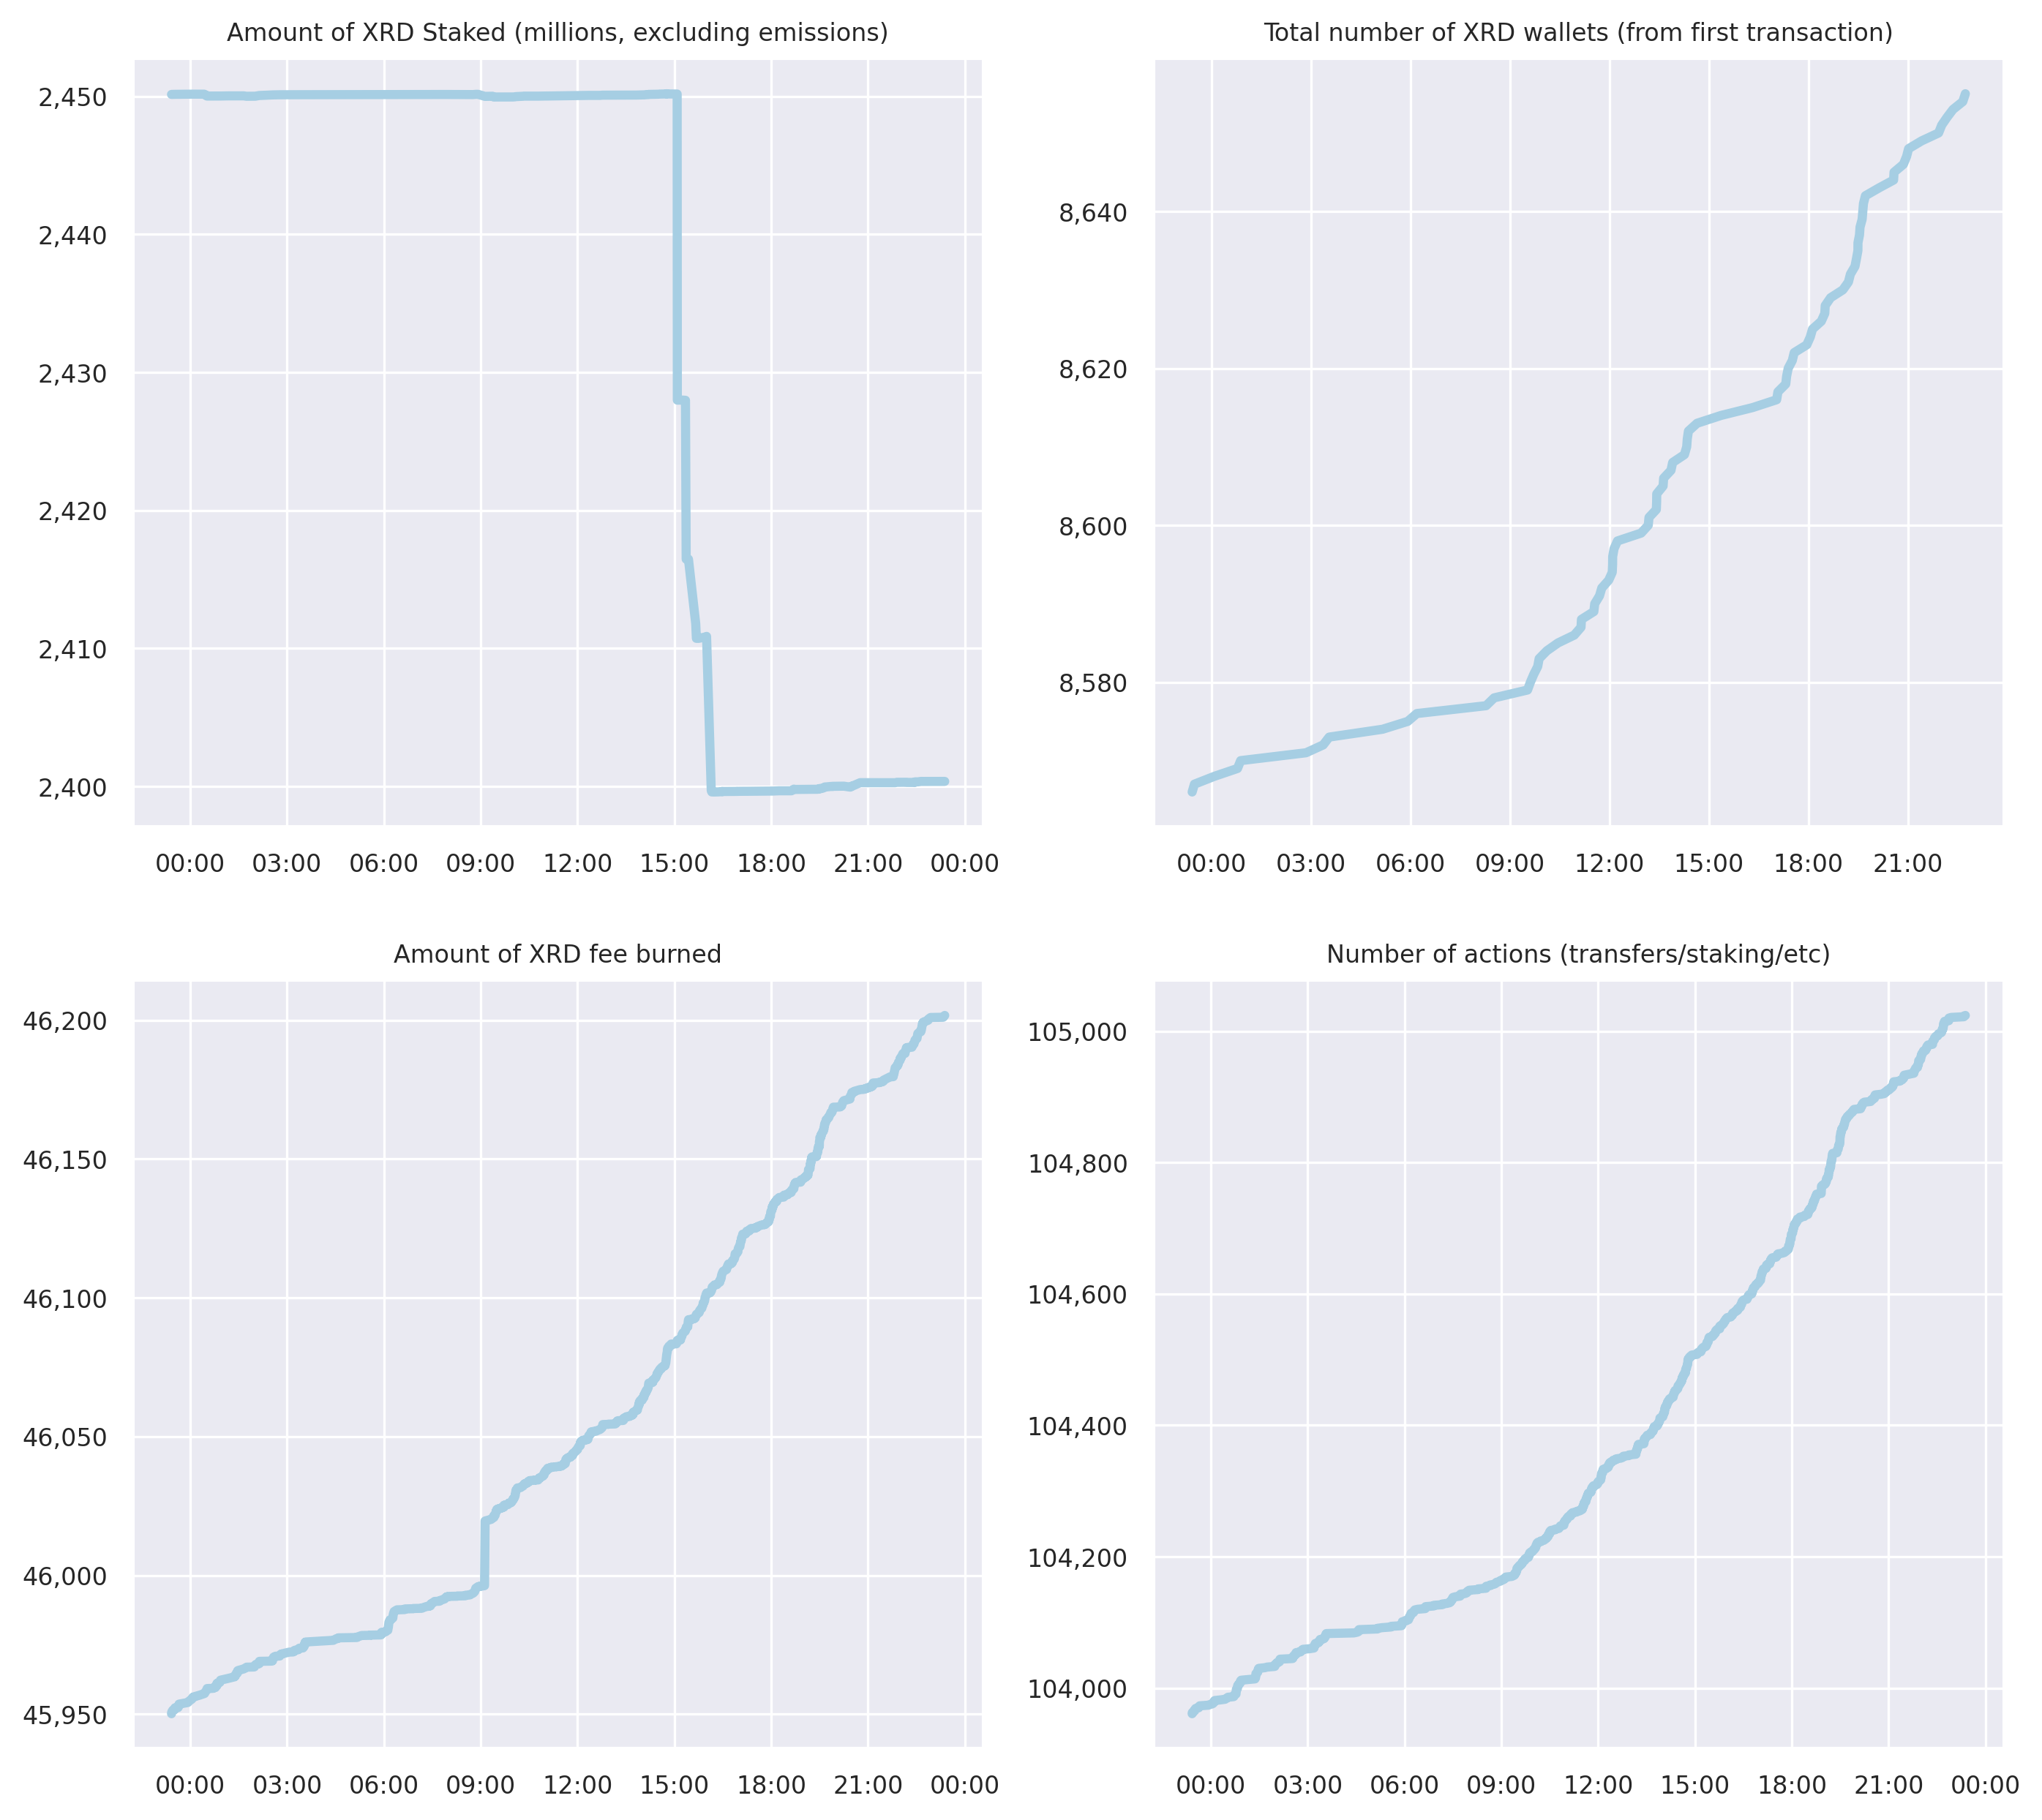 Amount of XRD Staked (millions, excluding emissions)
2,450
2,440
2,430
2,420
2,410
2,400
00:00 03:00 06:00 09:00 12:00 15:00 18:00 21:00 00:00
Total number of XRD wallets (from first transaction)
8,640
8,620
8,600
8,580
00:00 03:00 06:00 09:00 12:00 15:00 18:00 21:00
Amount of XRD fee burned
46,200
46,150
46,100
46,050
46,000
45,950
00:00 03:00 06:00 09:00 12:00 15:00 18:00 21:00 00:00
Number of actions (transfers/staking/etc)
105,000
104,800
104,600
104,400
104,200
104,000
00:00 03:00 06:00 09:00 12:00 15:00 18:00 21:00 00:00